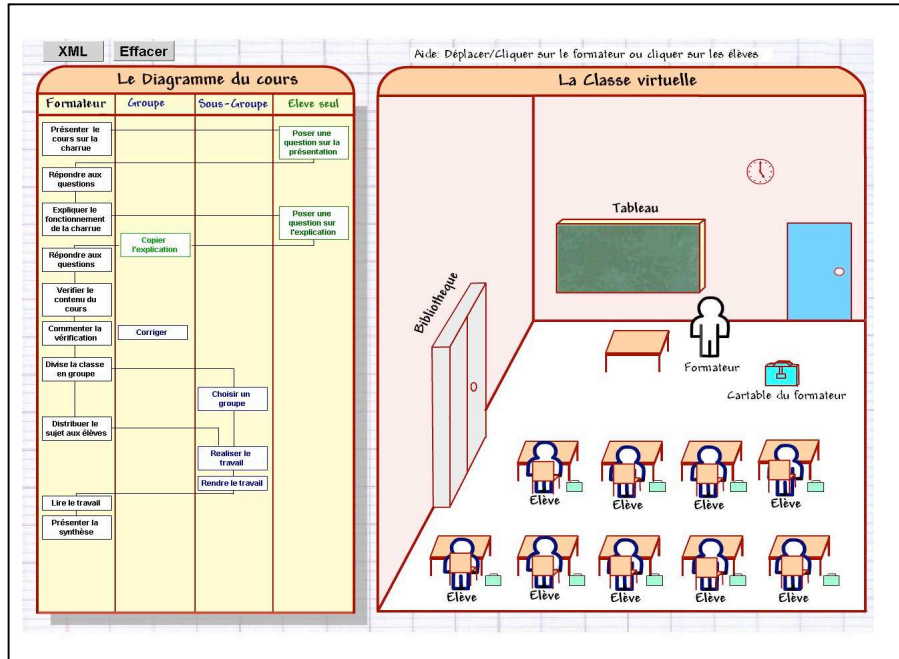 XML
Effacer
Aide: Déplacer/Cliquer sur le formateur ou cliquer sur les élèves
Le Diagramme du cours
Formateur
Groupe
Sous-Groupe
Eleve seul
Présenter le
cours sur la
charrue
Poser une
question sur la
présentation
Répondre aux
questions
Expliquer le
fonctionnement
de la charrue
Poser une
question sur
l'explication
Copier
l'explication
Répondre aux
questions
Verifier le
contenu du
cours
Commenter la
vérification
Corriger
Divise la classe
en groupe
Choisir un
groupe
Distribuer le
sujet aux élèves
Realiser le
travail
Rendre le travail
Lire le travail
Présenter la
synthèse
La Classe virtuelle
Tableau
Bibliotheque
Formateur
Cartable du formateur
Elève
Elève
Elève
Elève
Elève
Elève
Elève
Elève
Elève